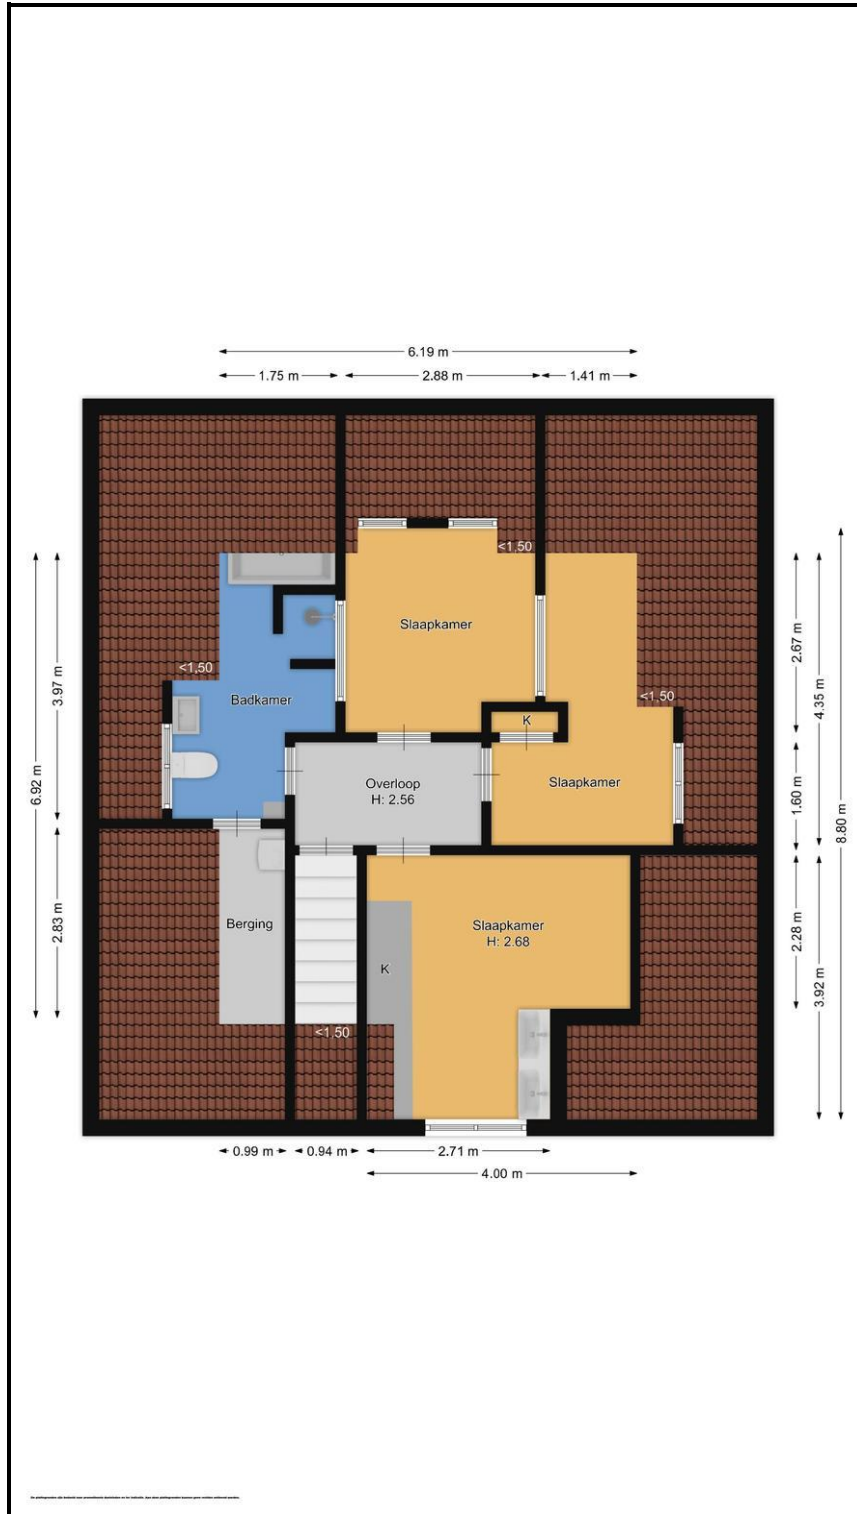 6.19 m
1.75 m 2.88 m 1.41 m
<1,50
Slaapkamer
<1,50
Badkamer
<1,50
K
Overloop
H: 2.56
Slaapkamer
Berging
Slaapkamer
H: 2.68
K
<1,50
6.92 m
3.97 m
2.83 m
2.67 m
4.35 m
1.60 m
8.80 m
2.28 m
3.92 m
0.99 m 0.94 m 2.71 m
4.00 m